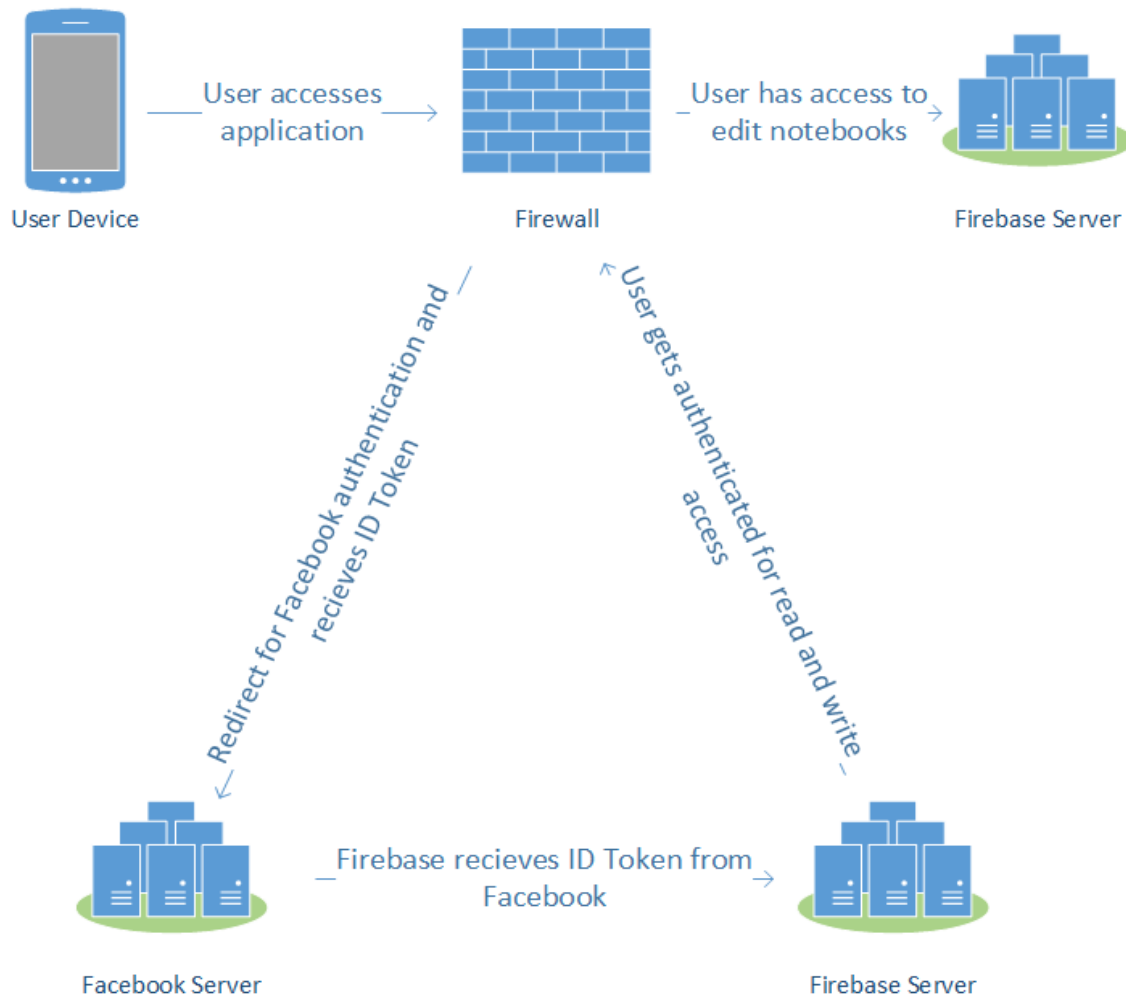 User accesses
application
User has access to
edit notebooks
User Device
Firewall
Firebase Server
Redirect for Facebook authentication and
recieves ID Token
User gets authenticated for read and write
access
Firebase recieves ID Token from
Facebook
Facebook Server
Firebase Server